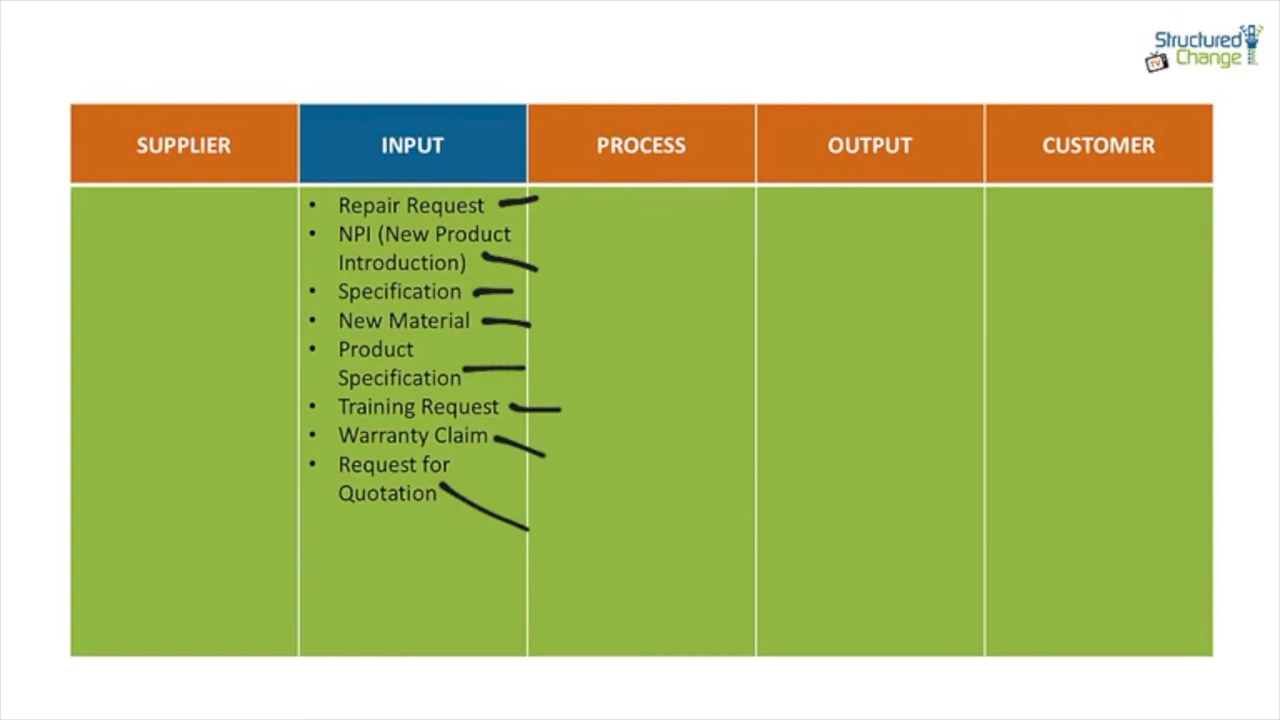 Structured
TV Change
SUPPLIER INPUT PROCESS OUTPUT CUSTOMER
• Repair Request
• NPI (New Product
Introduction)
• Specification
• New Material
• Product
Specification
• Training Request
• Warranty Claim
• Request for
Quotation